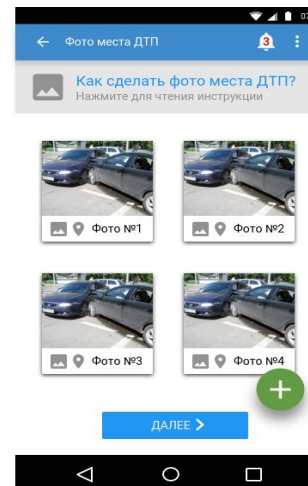 07
Фото места ДТП
3
Как сделать фото места ДТП?
Нажмите для чтения инструкции
Фото №1
Фото №2
Фото №3
Фото №4
ДАЛЕЕ